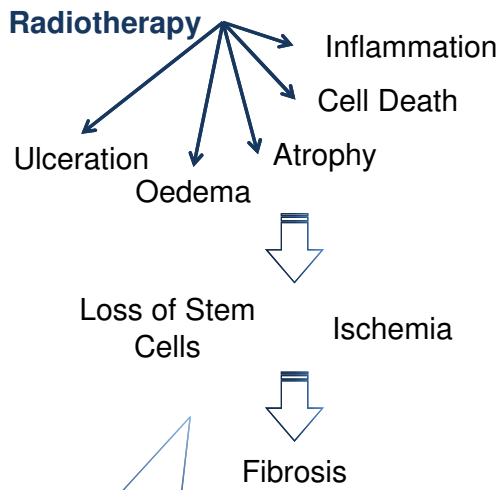 Radiotherapy
Inflammation
Cell Death
Atrophy
Ulceration
Oedema
Loss of Stem
Cells
Ischemia
Fibrosis